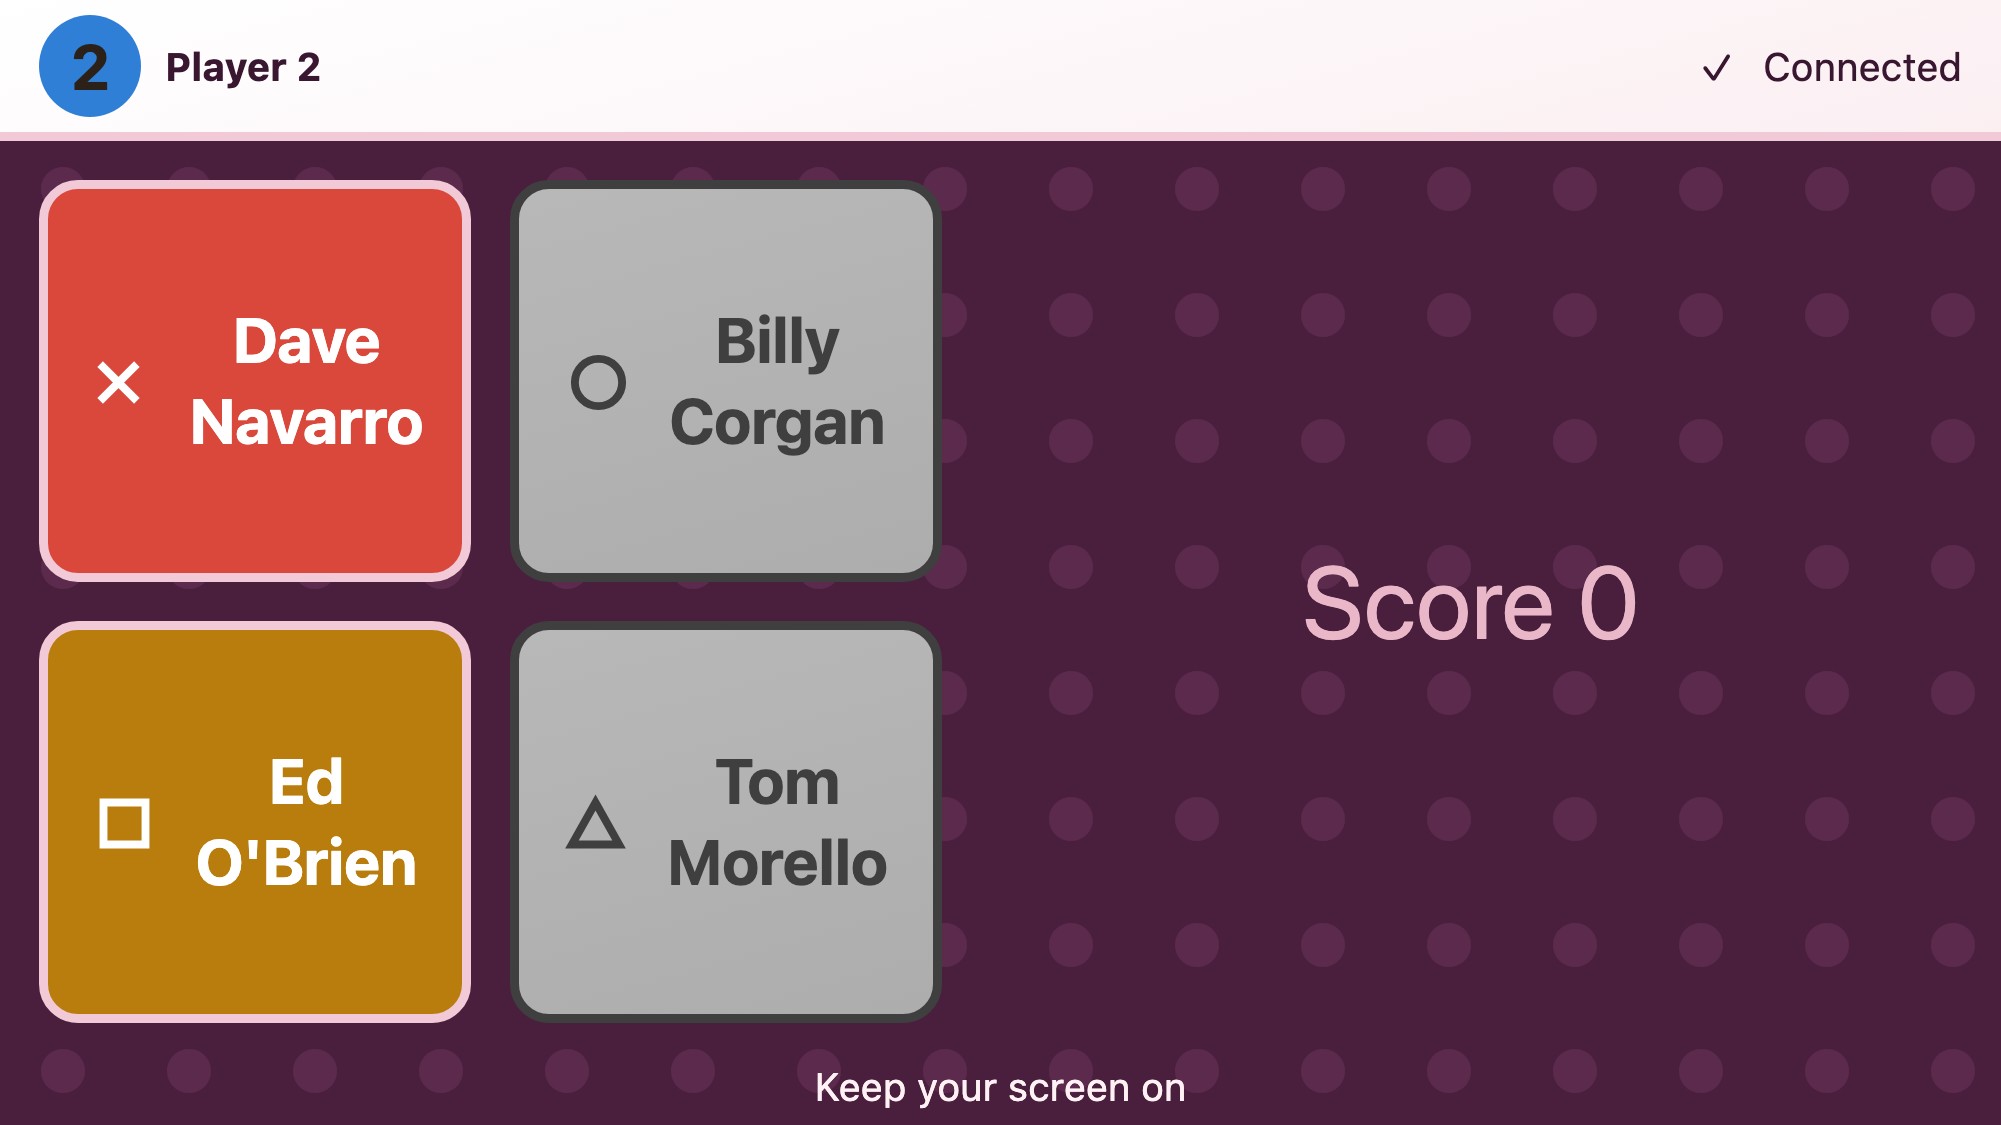 2
Player 2
✓ Connected
Dave
Navarro
Billy
Corgan
Ed
O'Brien
Tom
Morello
Score 0
Keep your screen on